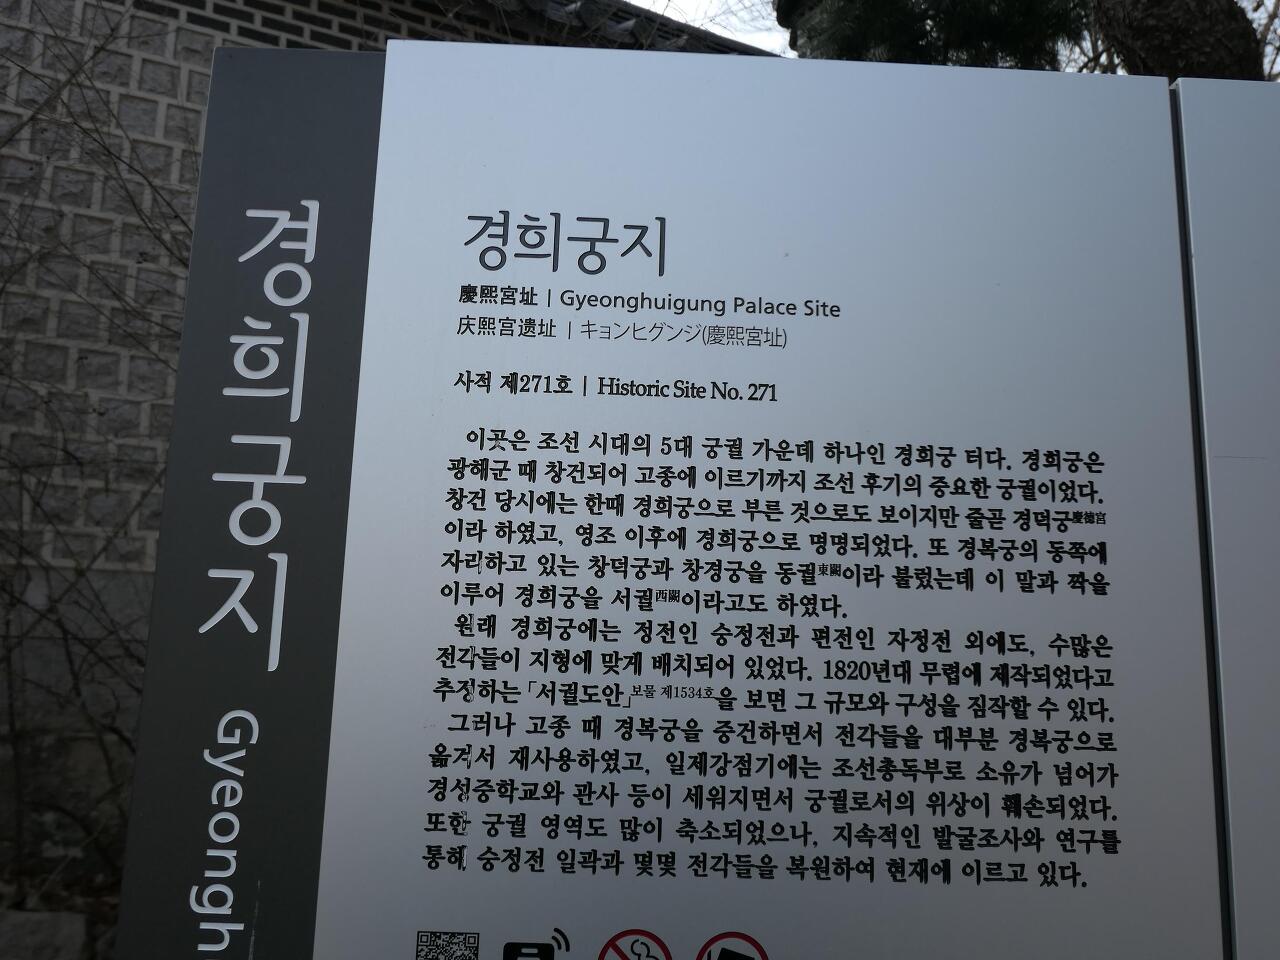 경희궁지
Gyeongh
경희궁지
慶熙宮址 | Gyeonghuigung Palace Site
庆熙宫遗址 | キョンヒグンジ(慶熙宮址)
사적 제271호 | Historic Site No. 271
이곳은 조선 시대의 5대 궁궐 가운데 하나인 경희궁 터다. 경희궁은
광해군 때 창건되어 고종에 이르기까지 조선 후기의 중요한 궁궐이었다.
창건 당시에는 한때 경희궁으로 부른 것으로도 보이지만 줄곧 경덕궁慶德宮
이라 하였고, 영조 이후에 경희궁으로 명명되었다. 또 경복궁의 동쪽에
자리하고 있는 창덕궁과 창경궁을 동궐東闕이라 불렀는데 이 말과 짝을
이루어 경희궁을 서궐西闕이라고도 하였다.
원래 경희궁에는 정전인 숭정전과 편전인 자정전 외에도, 수많은
전각들이 지형에 맞게 배치되어 있었다. 1820년대 무렵에 제작되었다고
추정하는 「서궐도안」보물 제1534호을 보면 그 규모와 구성을 짐작할 수 있다.
그러나 고종 때 경복궁을 중건하면서 전각들을 대부분 경복궁으로
옮겨서 재사용하였고, 일제강점기에는 조선총독부로 소유가 넘어가
경성중학교와 관사 등이 세워지면서 궁궐로서의 위상이 훼손되었다.
또한 궁궐 영역도 많이 축소되었으나, 지속적인 발굴조사와 연구를
통해 숭정전 일곽과 몇몇 전각들을 복원하여 현재에 이르고 있다.